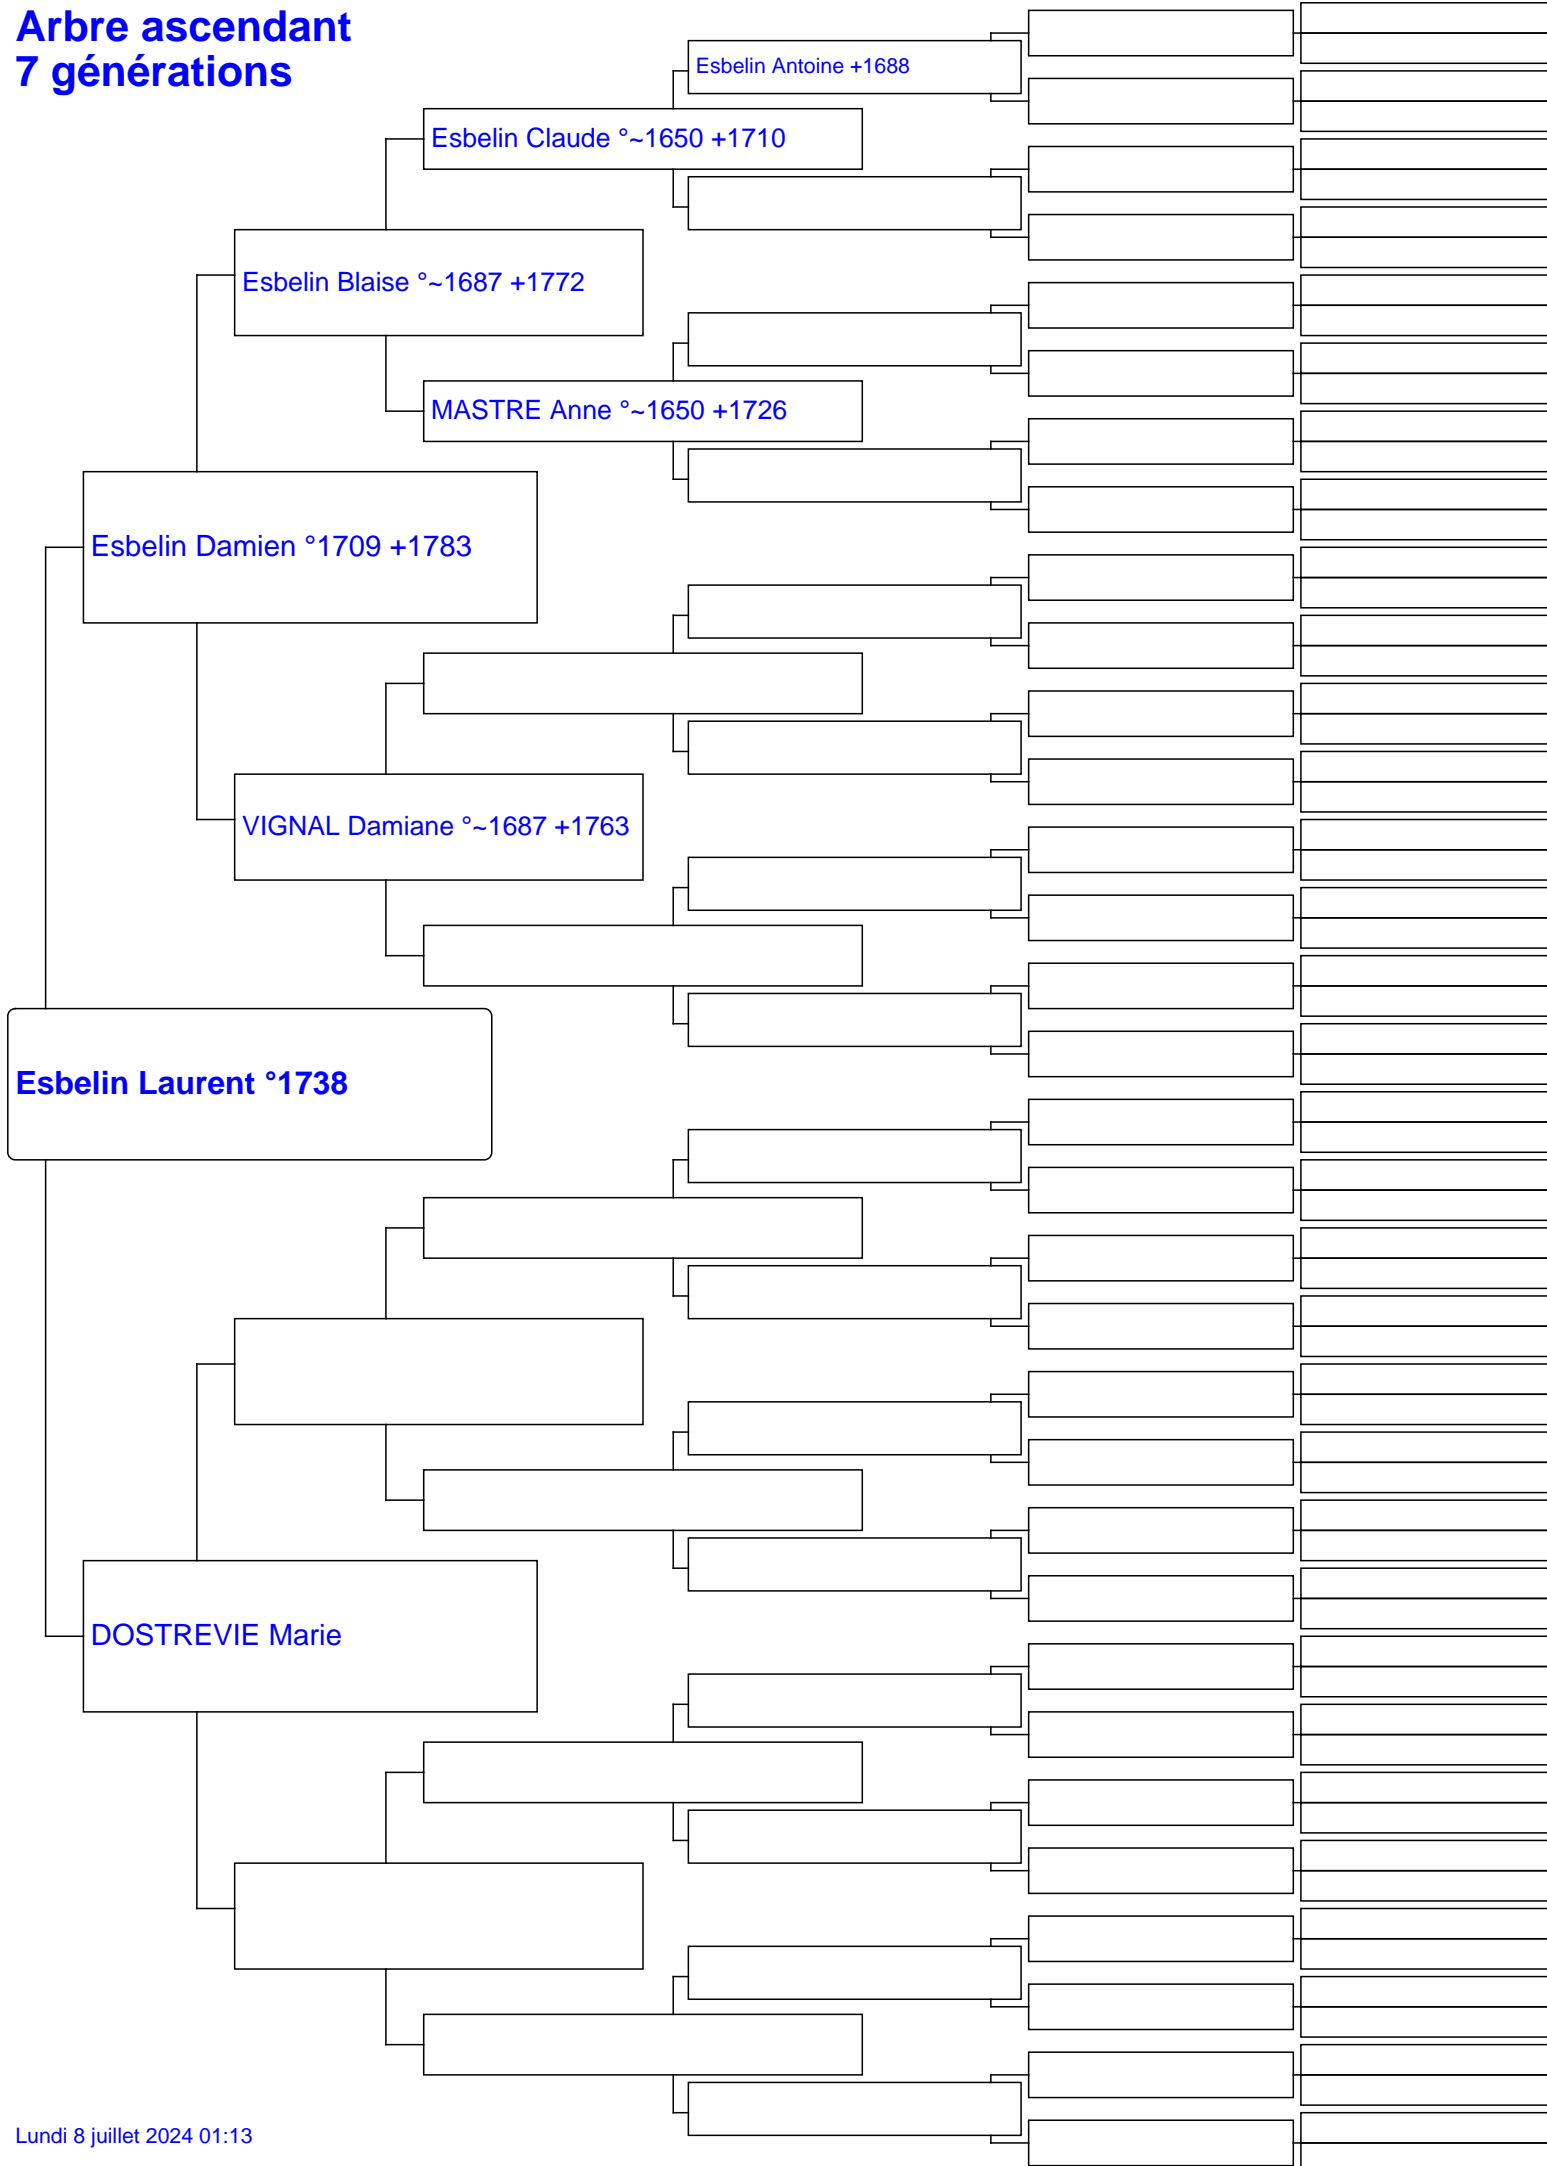 Arbre ascendant
7 générations
Esbelin Antoine +1688
Esbelin Claude °~1650 +1710
Esbelin Blaise °~1687 +1772
MASTRE Anne °~1650 +1726
Esbelin Damien °1709 +1783
VIGNAL Damiane °~1687 +1763
Esbelin Laurent °1738
DOSTREVIE Marie
Lundi 8 juillet 2024 01:13